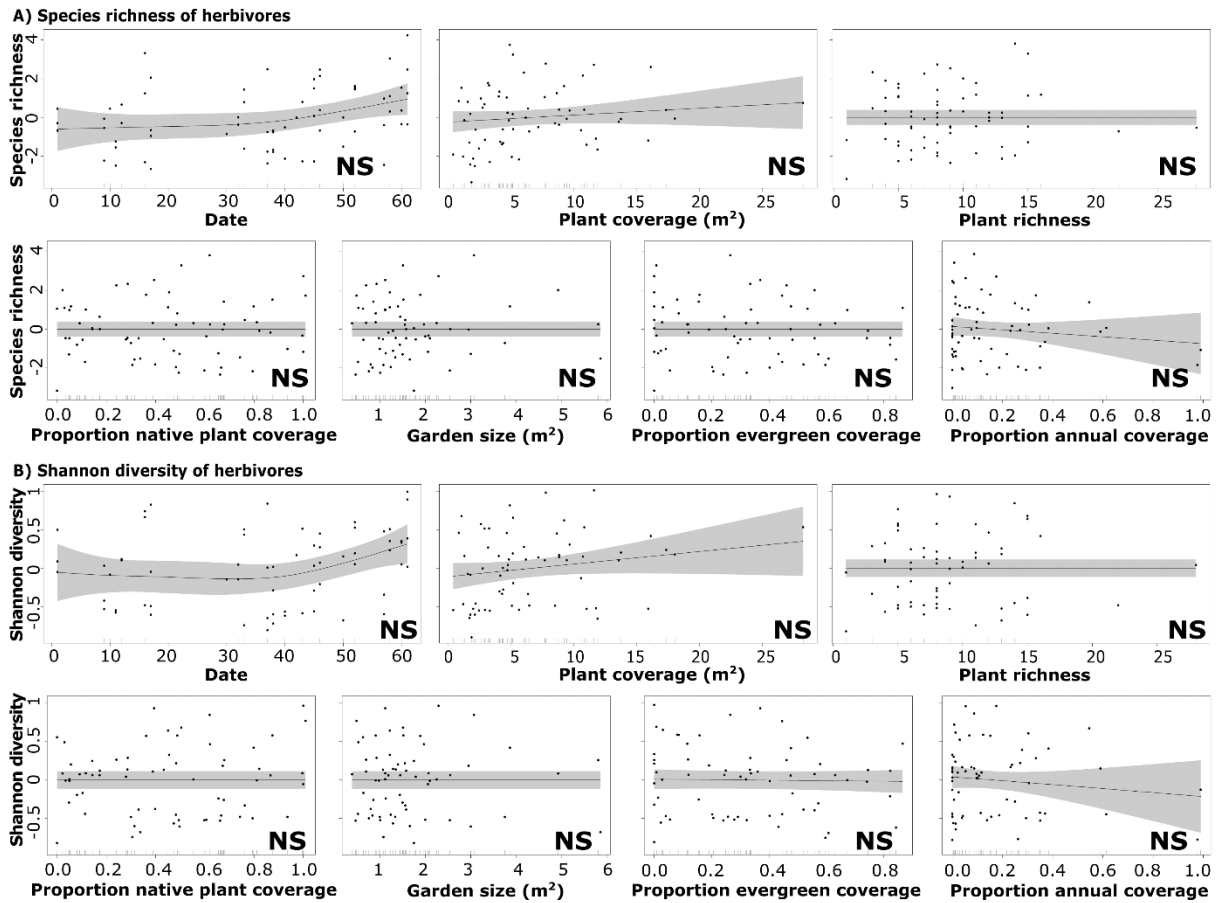 A) Species richness of herbivores
Species richness
4
2
0
-2
NS
NS
NS
0 10 20 30 40 50 60
0 5 10 15 20 25
0 5 10 15 20 25
Date
Plant coverage (m²)
Plant richness
Species richness
4
2
0
-2
NS
NS
NS
NS
0.0 0.2 0.4 0.6 0.8 1.0
1 2 3 4 5 6
0.0 0.2 0.4 0.6 0.8
0.0 0.2 0.4 0.6 0.8 1.0
Proportion native plant coverage
Garden size (m²)
Proportion evergreen coverage
Proportion annual coverage
B) Shannon diversity of herbivores
Shannon diversity
1
0.5
0
-0.5
NS
NS
NS
0 10 20 30 40 50 60
0 5 10 15 20 25
0 5 10 15 20 25
Date
Plant coverage (m²)
Plant richness
Shannon diversity
1
0.5
0
-0.5
NS
NS
NS
NS
0.0 0.2 0.4 0.6 0.8 1.0
1 2 3 4 5 6
0.0 0.2 0.4 0.6 0.8
0.0 0.2 0.4 0.6 0.8 1.0
Proportion native plant coverage
Garden size (m²)
Proportion evergreen coverage
Proportion annual coverage